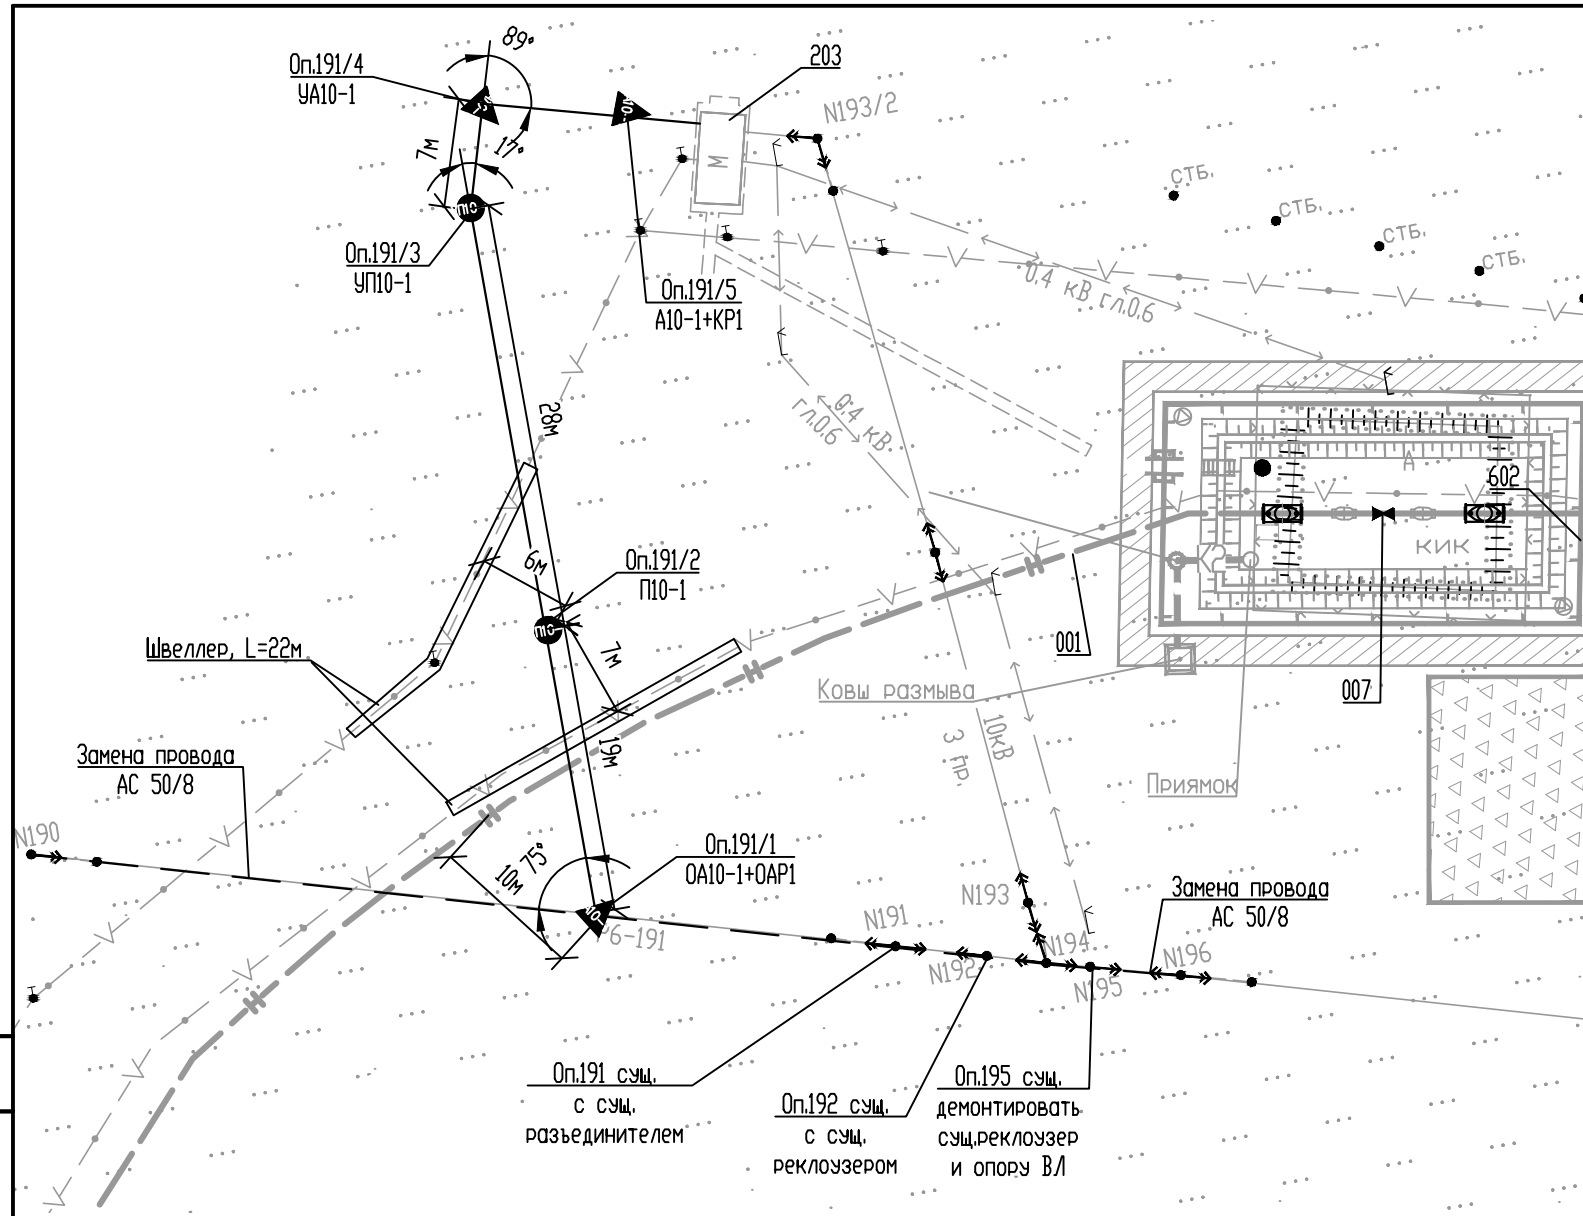 89°
Оп.191/4
УА10-1
203
N193/2
7м
17°
М
СТБ.
СТБ.
СТБ.
СТБ.
П10
Оп.191/3
УП10-1
Оп.191/5
А10-1+КР1
0.4 кВ гл.0.6
28м
0.4 кВ.
гл.0.6
А
602
КИК
6м
Оп.191/2
П10-1
П10
001
7м
Швеллер, L=22м
Ковш размыва
007
10кВ
3 пр
19м
Замена провода
АС 50/8
Приямок
N190
10м
75°
Оп.191/1
ОА10-1+ОАР1
N193
Замена провода
АС 50/8
N191
6-191
N194
N192
N196
N195
Оп.191 сущ.
с сущ.
разъединителем
Оп.192 сущ.
с сущ.
реклоузером
Оп.195 сущ.
демонтировать
сущ.реклоузер
и опору ВЛ